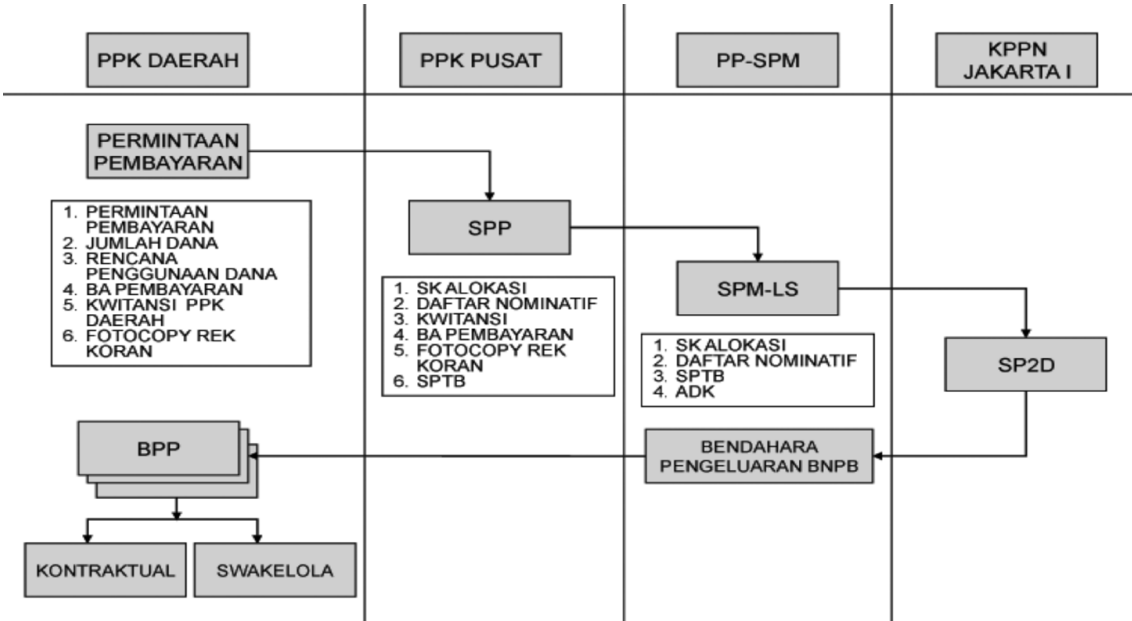 PPK DAERAH
PPK PUSAT
PP-SPM
KPPN
JAKARTA I
PERMINTAAN
PEMBAYARAN
1. PERMINTAAN
PEMBAYARAN
2. JUMLAH DANA
3. RENCANA
PENGGUNAAN DANA
4. BA PEMBAYARAN
5. KWITANSI PPK
DAERAH
6. FOTOCOPY REK
KORAN
SPP
1. SK ALOKASI
2. DAFTAR NOMINATIF
3. KWITANSI
4. BA PEMBAYARAN
5. FOTOCOPY REK
KORAN
6. SPTB
SPM-LS
1. SK ALOKASI
2. DAFTAR NOMINATIF
3. SPTB
4. ADK
SP2D
BENDAHARA
PENGELUARAN BNPB
BPP
KONTRAKTUAL
SWAKELOLA